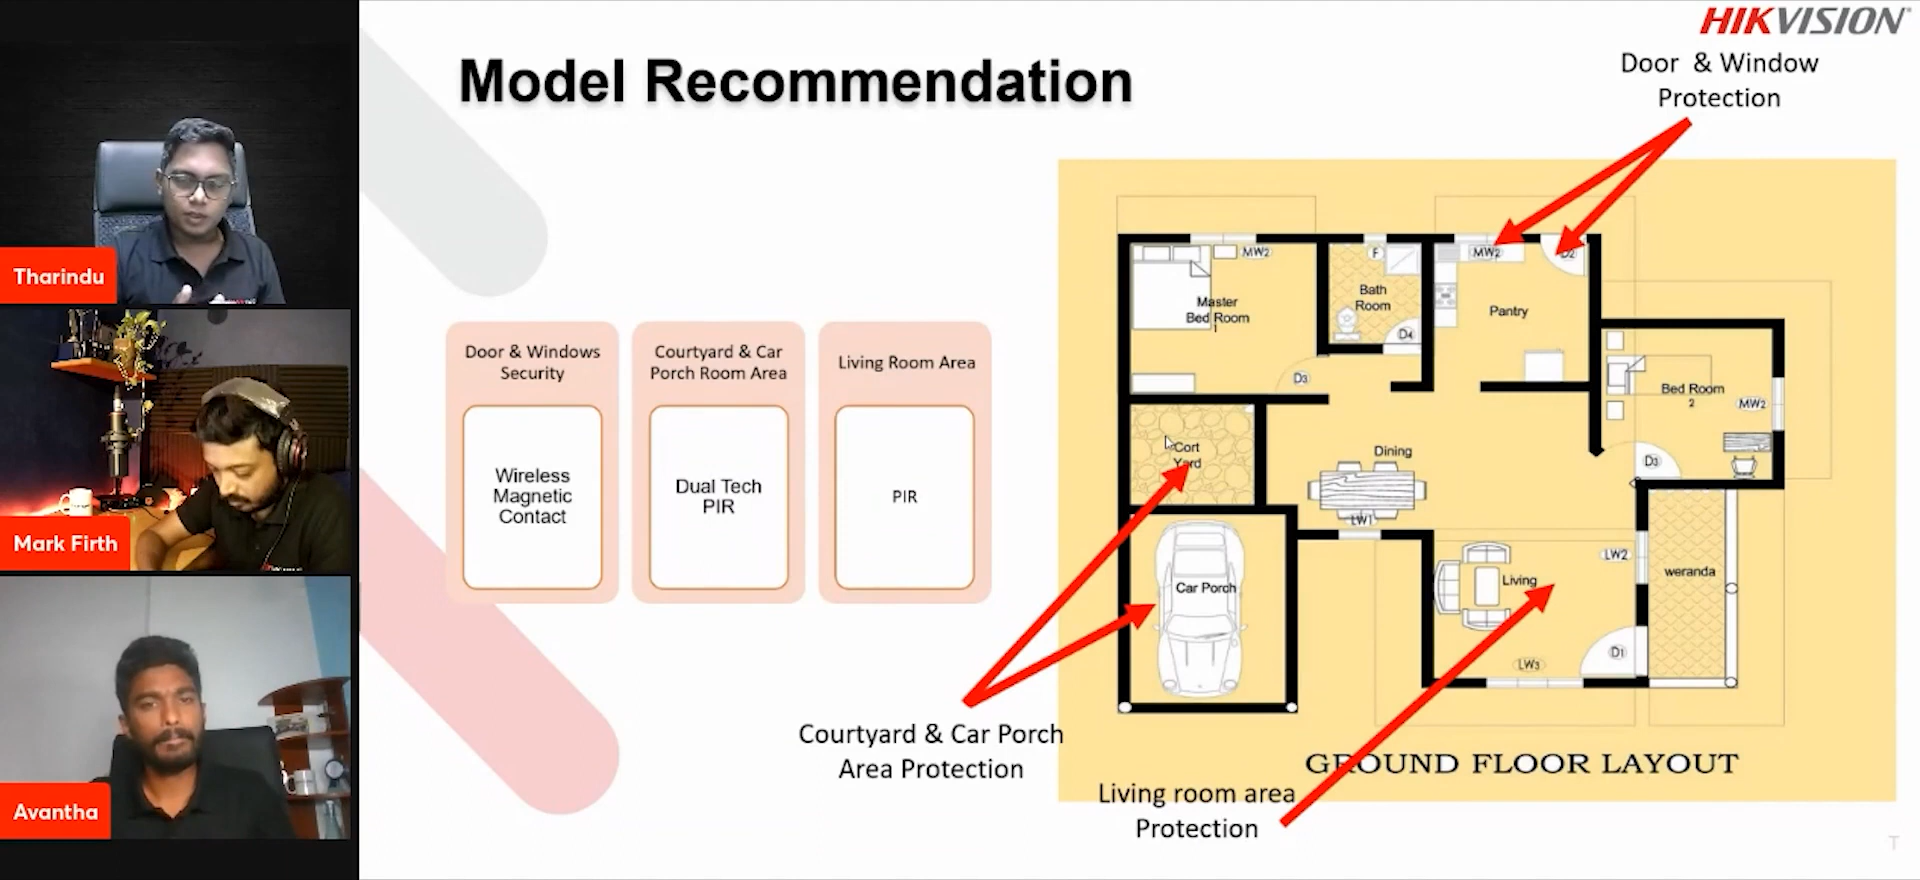 HIKVISION
Model Recommendation
Door & Window
Protection
Tharindu
Mark Firth
Avantha
Door & Windows
Security
Wireless
Magnetic
Contact
Courtyard & Car
Porch Room Area
Dual Tech
PIR
Living Room Area
PIR
MW2
Master
Bed Room
1
F
Bath
Room
D4
MW2
D2
Pantry
D3
Bed Room
2
MW2
D3
Cort
Yard
Dining
LW1
Car Porch
LW2
Living
weranda
D1
LW3
GROUND FLOOR LAYOUT
Courtyard & Car Porch
Area Protection
Living room area
Protection
T